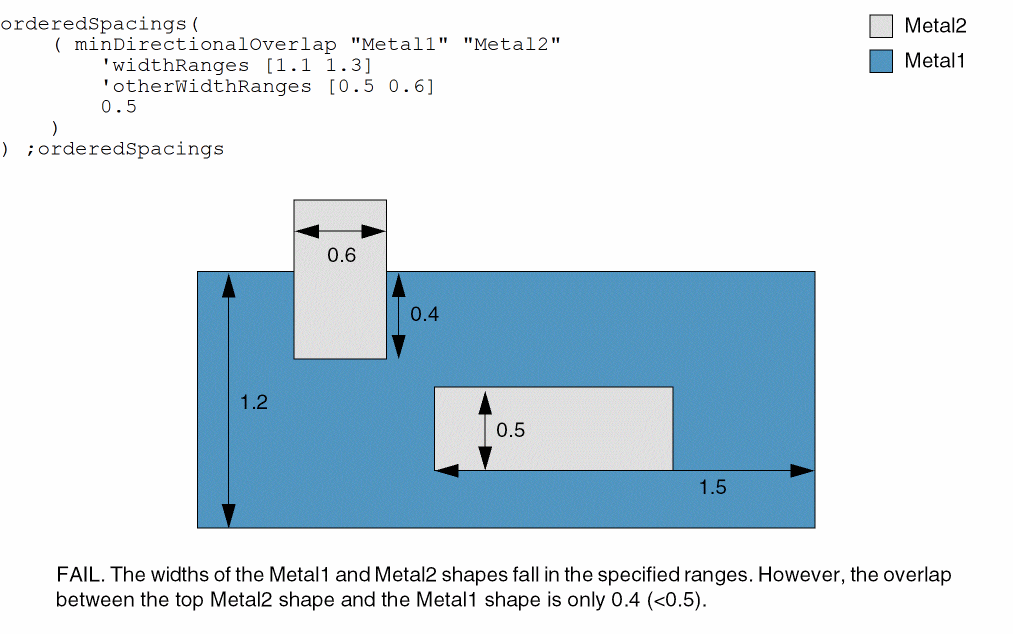 orderedSpacings(
    ( minDirectionalOverlap "Metal1" "Metal2"
        'widthRanges [1.1 1.3]
        'otherWidthRanges [0.5 0.6]
        0.5
    )
) ;orderedSpacings
Metal2
Metal1
0.6
0.4
1.2
0.5
1.5
FAIL. The widths of the Metal1 and Metal2 shapes fall in the specified ranges. However, the overlap
between the top Metal2 shape and the Metal1 shape is only 0.4 (<0.5).